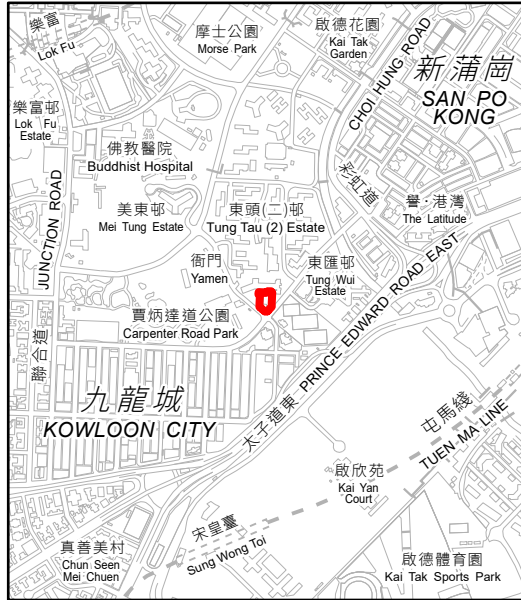 樂富
Lok Fu
摩士公園
Morse Park
啟德花園
Kai Tak
Garden
CHOI HUNG ROAD
彩虹道
新蒲崗
SAN PO
KONG
樂富邨
Lok Fu
Estate
佛教醫院
Buddhist Hospital
JUNCTION ROAD
聯合道
美東邨
Mei Tung Estate
東頭(二)邨
Tung Tau (2) Estate
譽·港灣
The Latitude
衙門
Yamen
東匯邨
Tung Wui
Estate
賈炳達道公園
Carpenter Road Park
太子道東 PRINCE EDWARD ROAD EAST
九龍城
KOWLOON CITY
屯馬綫
TUEN MA LINE
啟欣苑
Kai Yan
Court
宋皇臺
Sung Wong Toi
真善美村
Chun Seen
Mei Chuen
啟德體育園
Kai Tak Sports Park